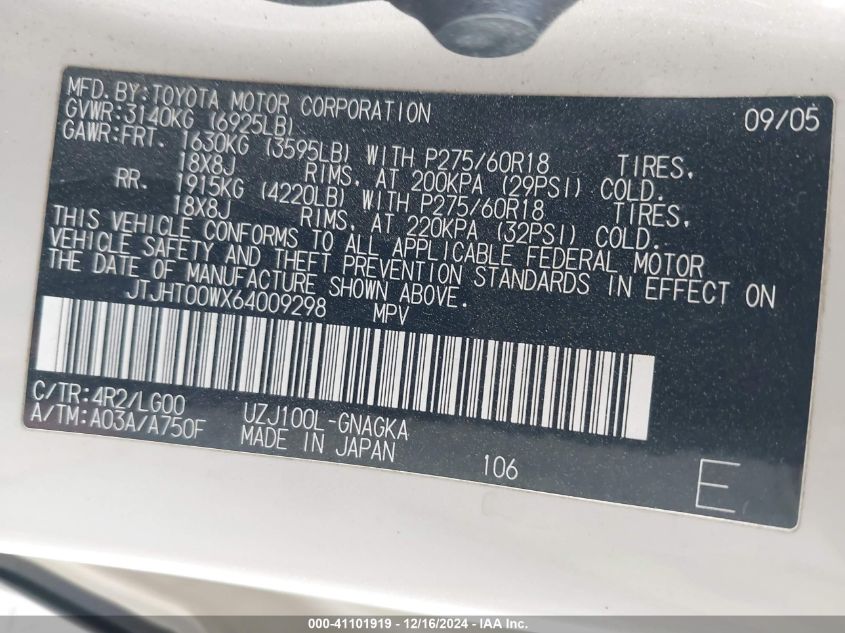 MFD. BY: TOYOTA MOTOR CORPORATION 09/05
GVWR: 3140KG (6925LB)
GAWR: FRT. 1630KG (3595LB) WITH P275/60R18 TIRES,
18X8J RIMS, AT 200KPA (29PSI) COLD.
RR. 1915KG (4220LB) WITH P275/60R18 TIRES,
18X8J RIMS, AT 220KPA (32PSI) COLD.
THIS VEHICLE CONFORMS TO ALL APPLICABLE FEDERAL MOTOR
VEHICLE SAFETY AND THEFT PREVENTION STANDARDS IN EFFECT ON
THE DATE OF MANUFACTURE SHOWN ABOVE.
JTJHT00WX64009298 MPV
C/TR: 4R2/LG00 UZJ100L-GNAGKA
A/TM: A03A/A750F MADE IN JAPAN 106 E
000-41101919 - 12/16/2024 - IAA, Inc.